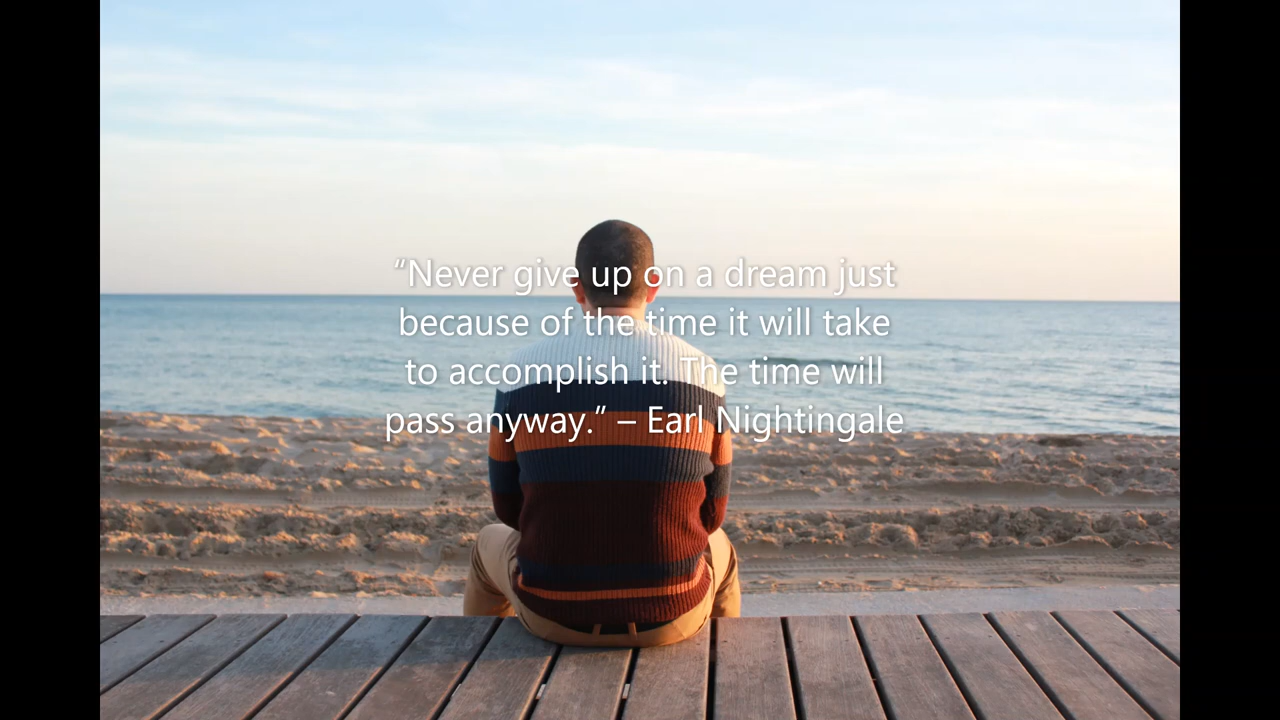 “Never give up on a dream just
because of the time it will take
to accomplish it. The time will
pass anyway.” – Earl Nightingale